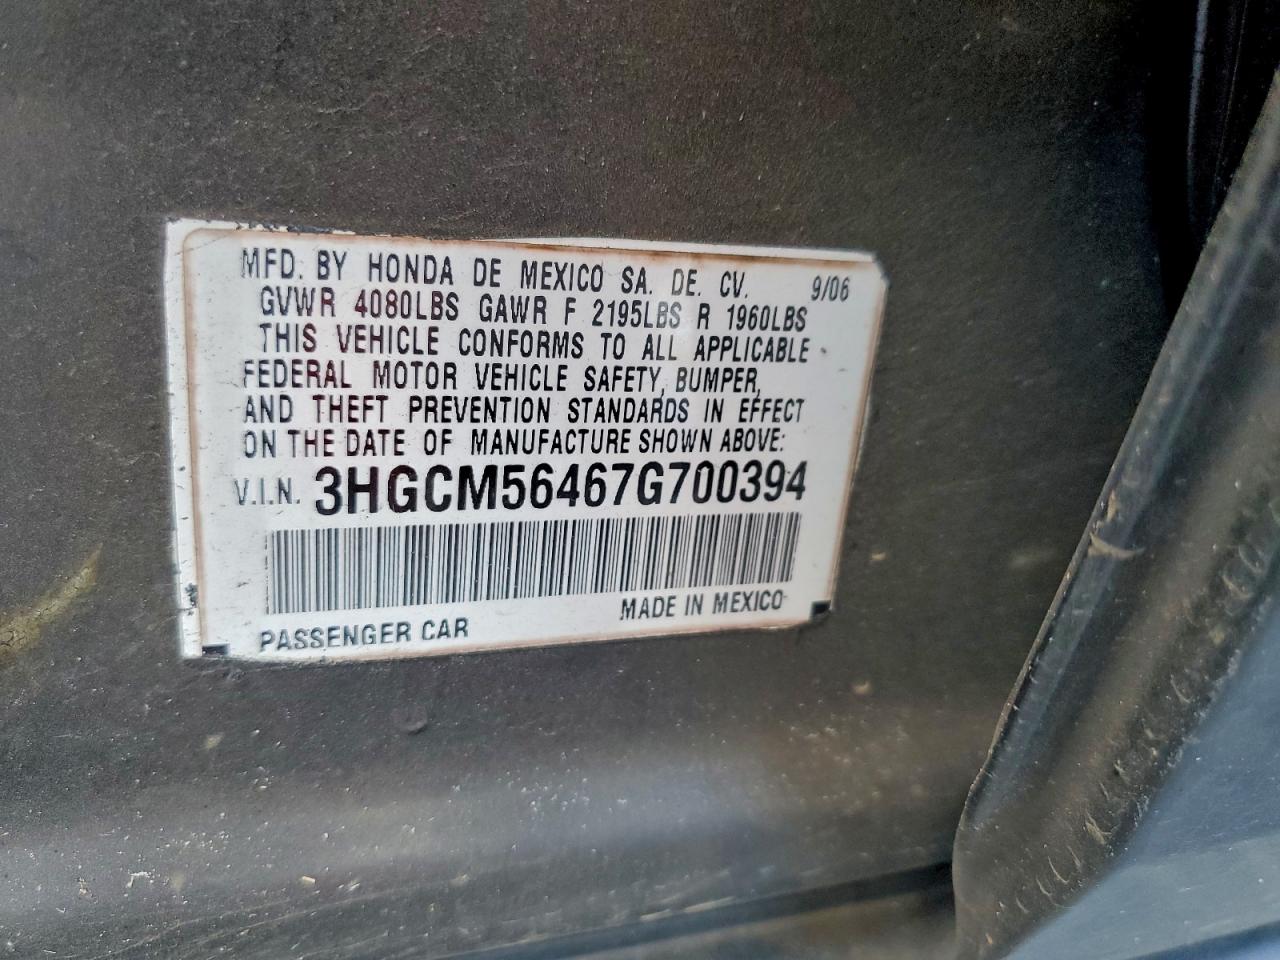 MFD. BY HONDA DE MEXICO SA. DE. CV. 9/06
GVWR 4080LBS GAWR F 2195LBS R 1960LBS
THIS VEHICLE CONFORMS TO ALL APPLICABLE
FEDERAL MOTOR VEHICLE SAFETY, BUMPER,
AND THEFT PREVENTION STANDARDS IN EFFECT
ON THE DATE OF MANUFACTURE SHOWN ABOVE:
V.I.N. 3HGCM56467G700394
PASSENGER CAR MADE IN MEXICO